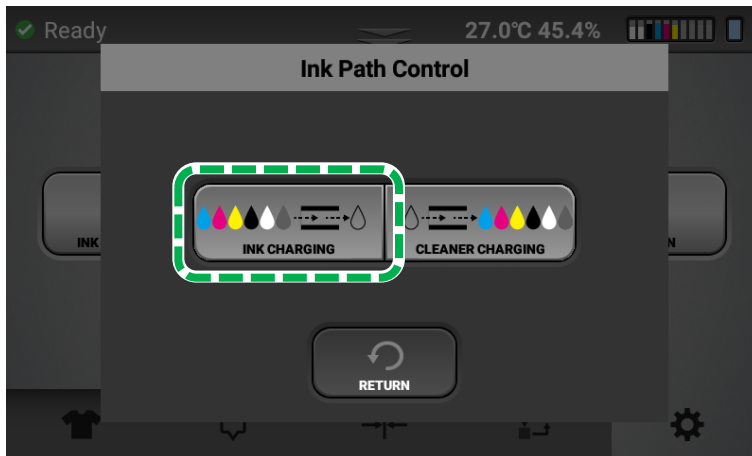 Ready
27.0℃ 45.4%
Ink Path Control
INK
INK CHARGING
CLEANER CHARGING
N
RETURN